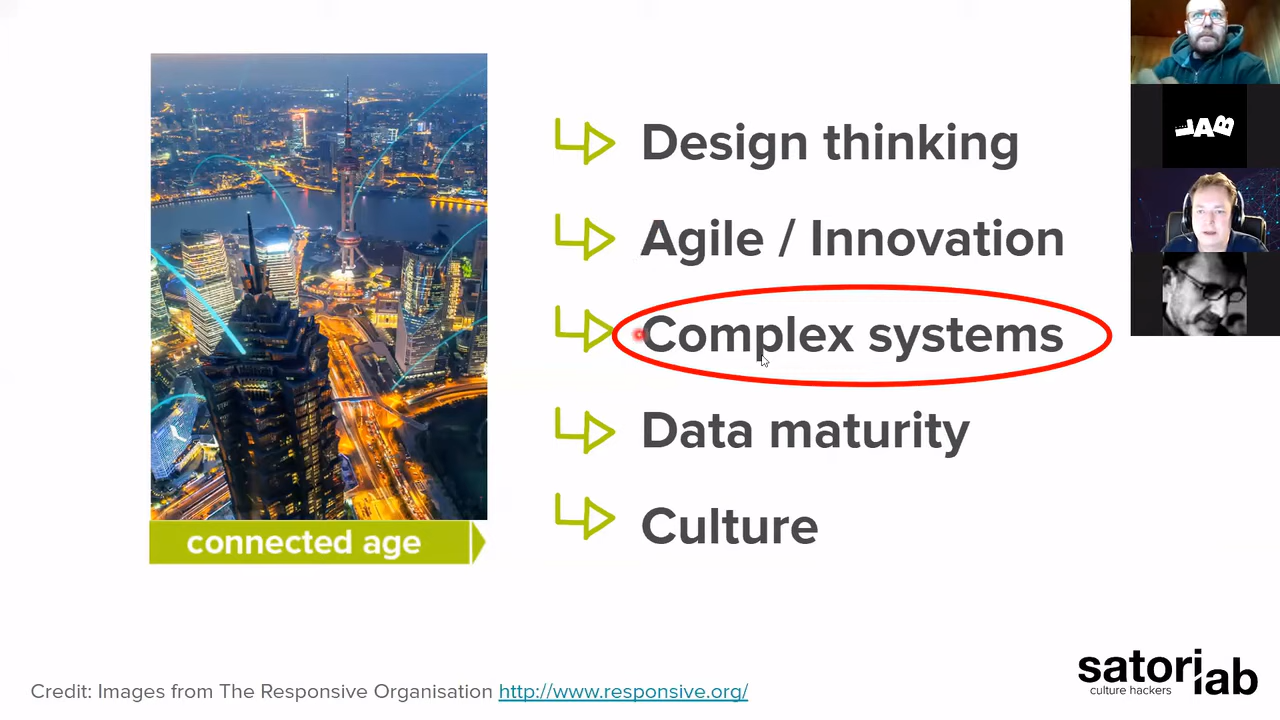 Design thinking
Agile / Innovation
Complex systems
Data maturity
Culture
connected age
Credit: Images from The Responsive Organisation http://www.responsive.org/
satori lab
culture hackers
LAB